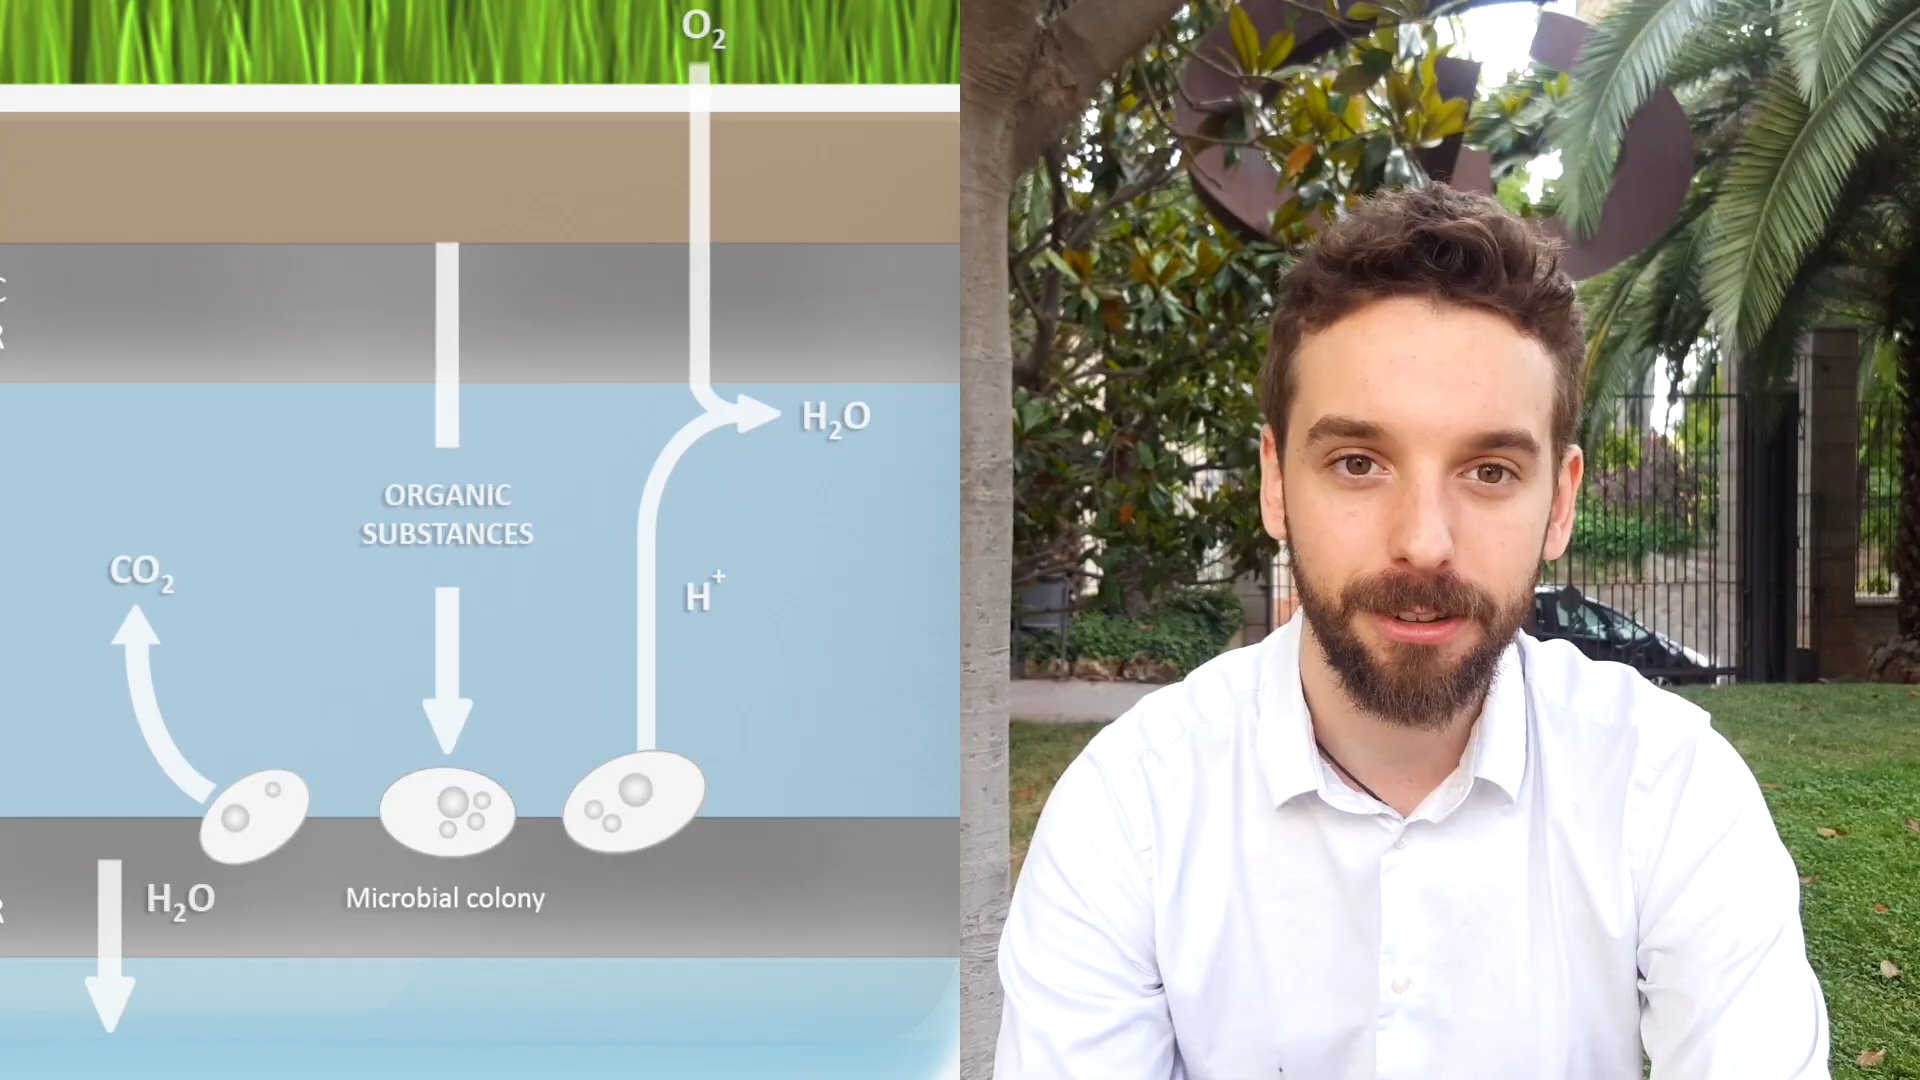 O₂
C
R
H₂O
ORGANIC
SUBSTANCES
CO₂
H⁺
H₂O
Microbial colony
R